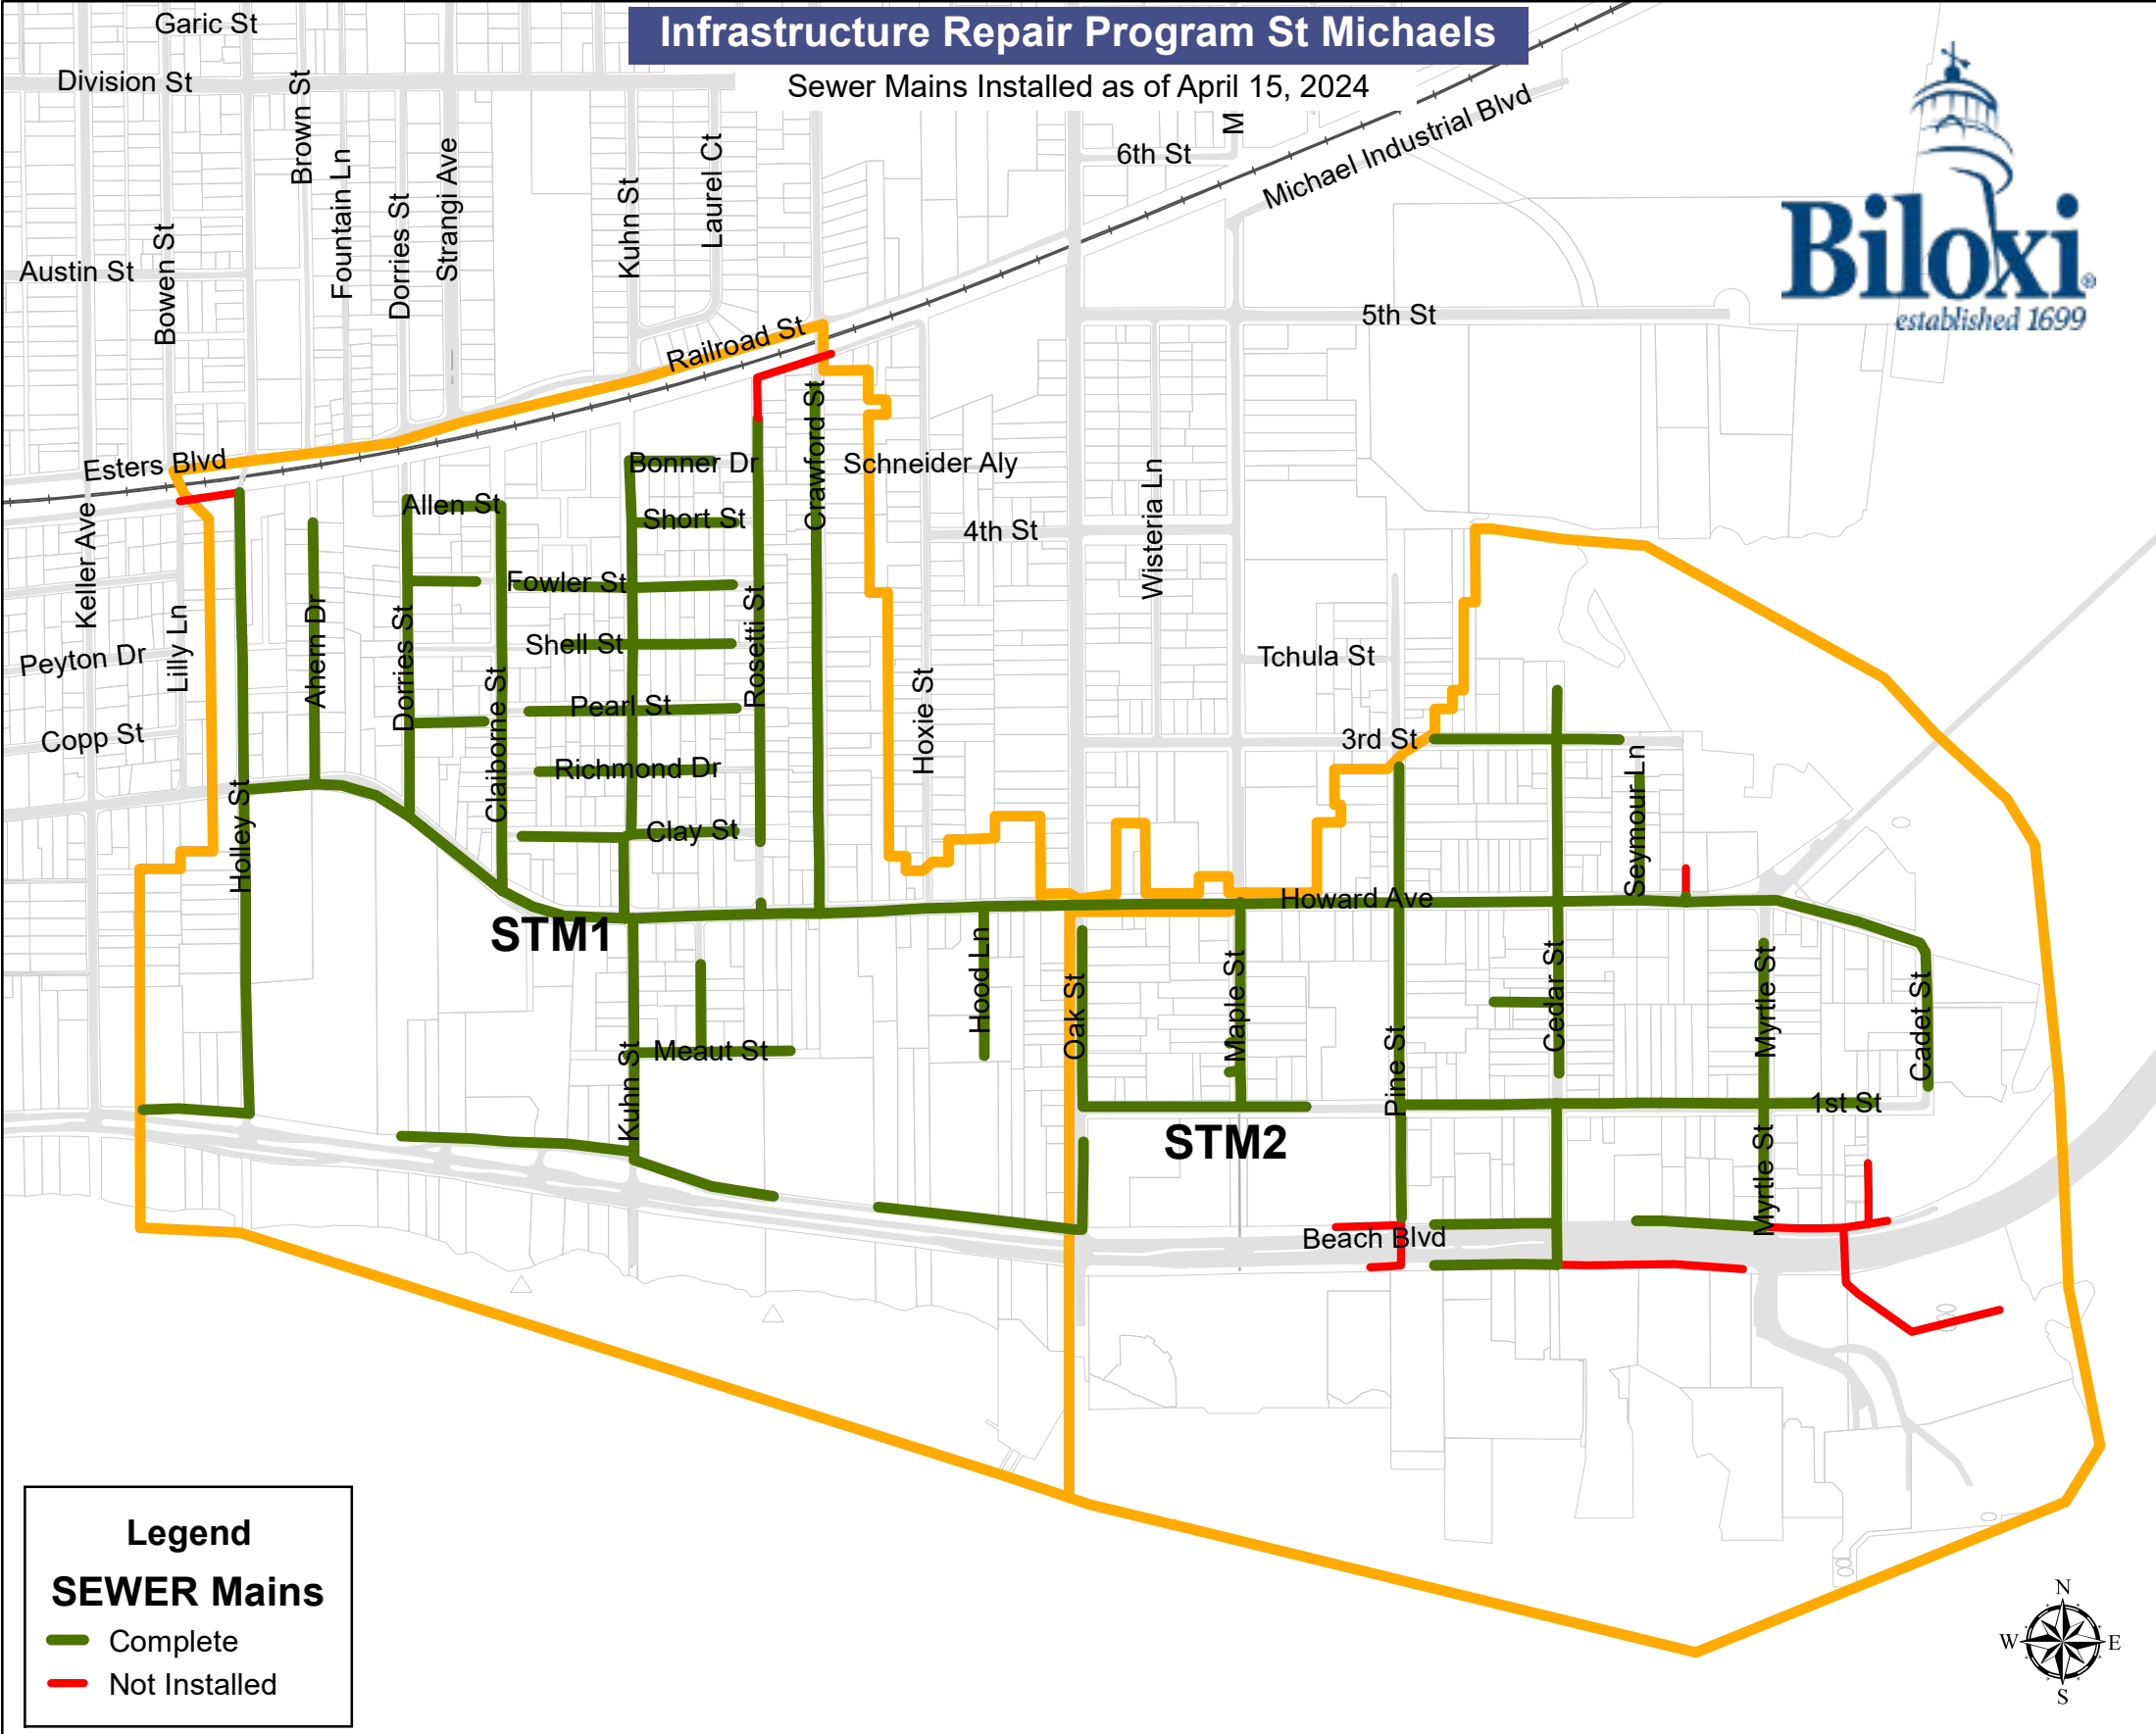 Infrastructure Repair Program St Michaels
Sewer Mains Installed as of April 15, 2024
Biloxi®
established 1699
Garic St
Division St
Brown St
Fountain Ln
Dorries St
Strangi Ave
Kuhn St
Laurel Ct
M
6th St
Michael Industrial Blvd
Austin St
Bowen St
5th St
Railroad St
Esters Blvd
Bonner Dr
Crawford St
Schneider Aly
Allen St
Short St
4th St
Wisteria Ln
Keller Ave
Fowler St
Rosetti St
Lilly Ln
Ahern Dr
Dorries St
Shell St
Peyton Dr
Tchula St
Claiborne St
Pearl St
Hoxie St
Copp St
3rd St
Richmond Dr
Seymour Ln
Holley St
Clay St
Howard Ave
STM1
Hood Ln
Oak St
Maple St
Cedar St
Myrtle St
Cadet St
Meaut St
Kuhn St
Pine St
1st St
STM2
Myrtle St
Beach Blvd
Legend
SEWER Mains
Complete
Not Installed
N
W
E
S